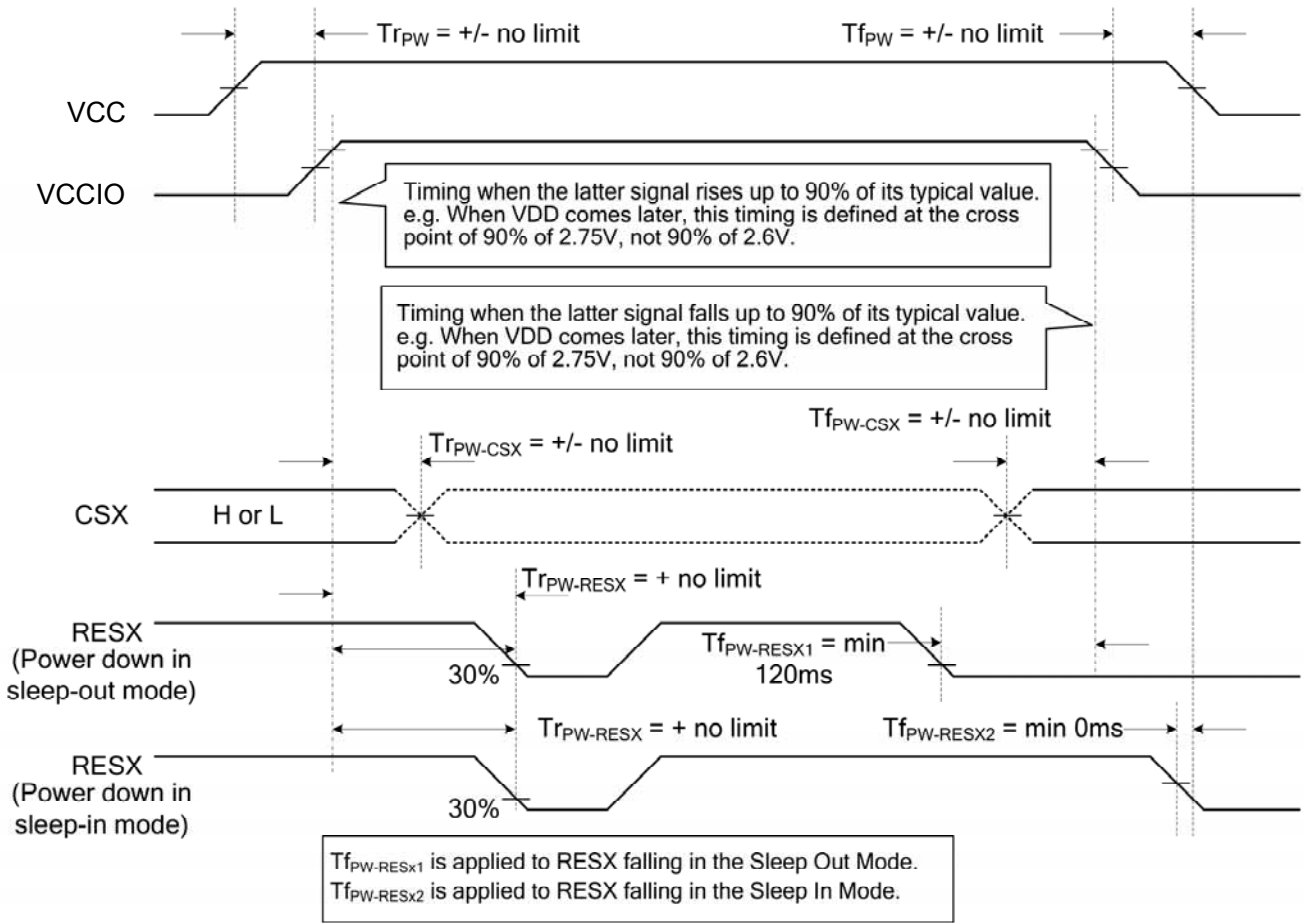 TrPW = +/- no limit
TfPW = +/- no limit
VCC
VCCIO
Timing when the latter signal rises up to 90% of its typical value.
e.g. When VDD comes later, this timing is defined at the cross
point of 90% of 2.75V, not 90% of 2.6V.
Timing when the latter signal falls up to 90% of its typical value.
e.g. When VDD comes later, this timing is defined at the cross
point of 90% of 2.75V, not 90% of 2.6V.
TfPW-CSX = +/- no limit
TrPW-CSX = +/- no limit
CSX
H or L
TrPW-RESX = + no limit
RESX
(Power down in
sleep-out mode)
30%
TfPW-RESX1 = min
120ms
TrPW-RESX = + no limit
TfPW-RESX2 = min 0ms
RESX
(Power down in
sleep-in mode)
30%
TfPW-RESx1 is applied to RESX falling in the Sleep Out Mode.
TfPW-RESx2 is applied to RESX falling in the Sleep In Mode.